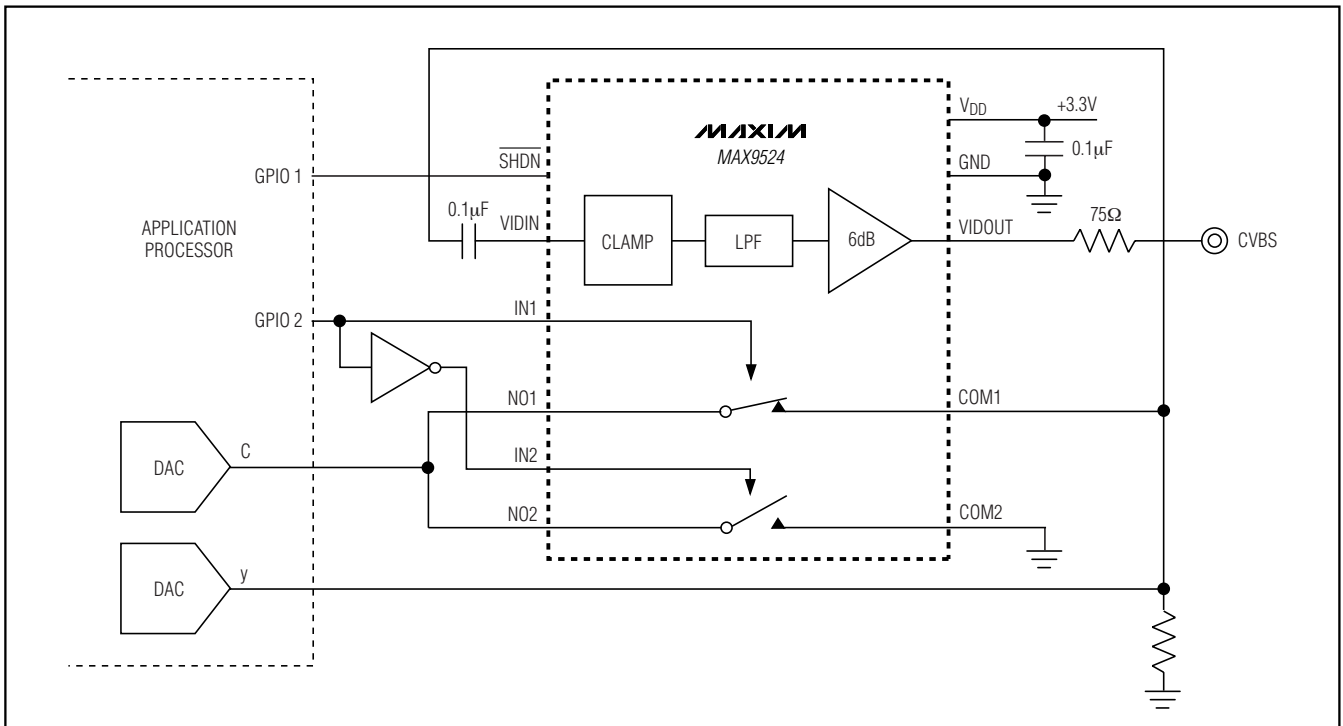 VDD
+3.3V
MAXIM
MAX9524
SHDN
0.1µF
GND
GPIO 1
0.1µF
VIDIN
75Ω
APPLICATION
PROCESSOR
CLAMP
LPF
6dB
VIDOUT
CVBS
GPIO 2
IN1
NO1
COM1
C
DAC
IN2
NO2
COM2
y
DAC